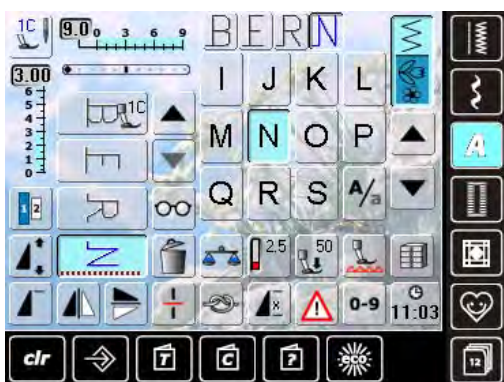 1C 9.0 0 3 6 9 B E R N
3.00 I J K L
6
5
4
3
2
1
0
1C
M N O P
1 2
Q R S A/a
2.5 50
x 0-9 11:03
clr T C ? eco 12
A